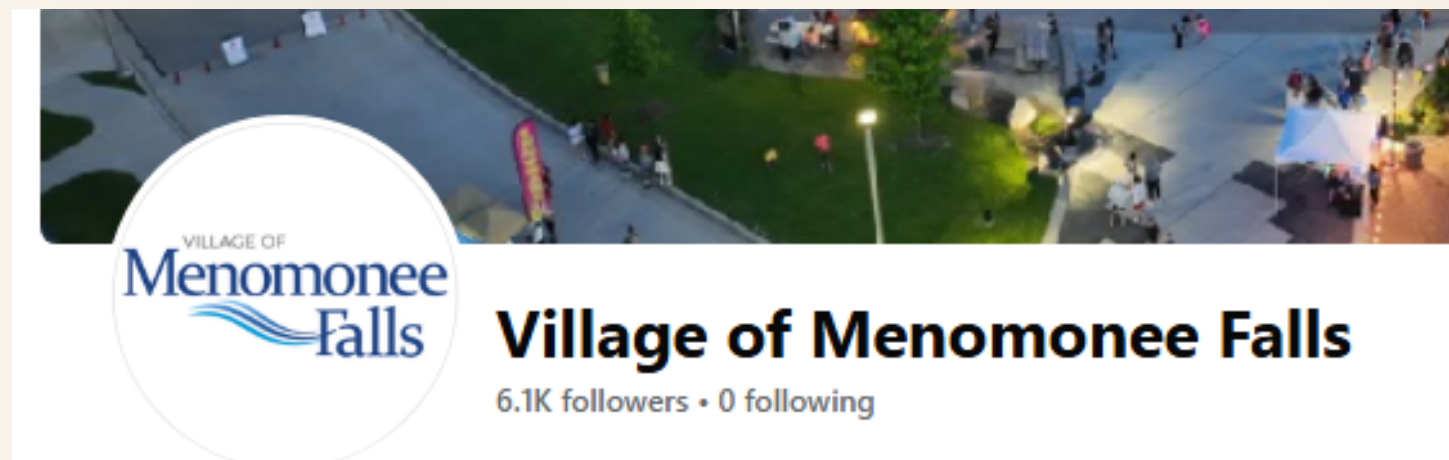 VILLAGE OF
Menomonee
Falls
Village of Menomonee Falls
6.1K followers • 0 following